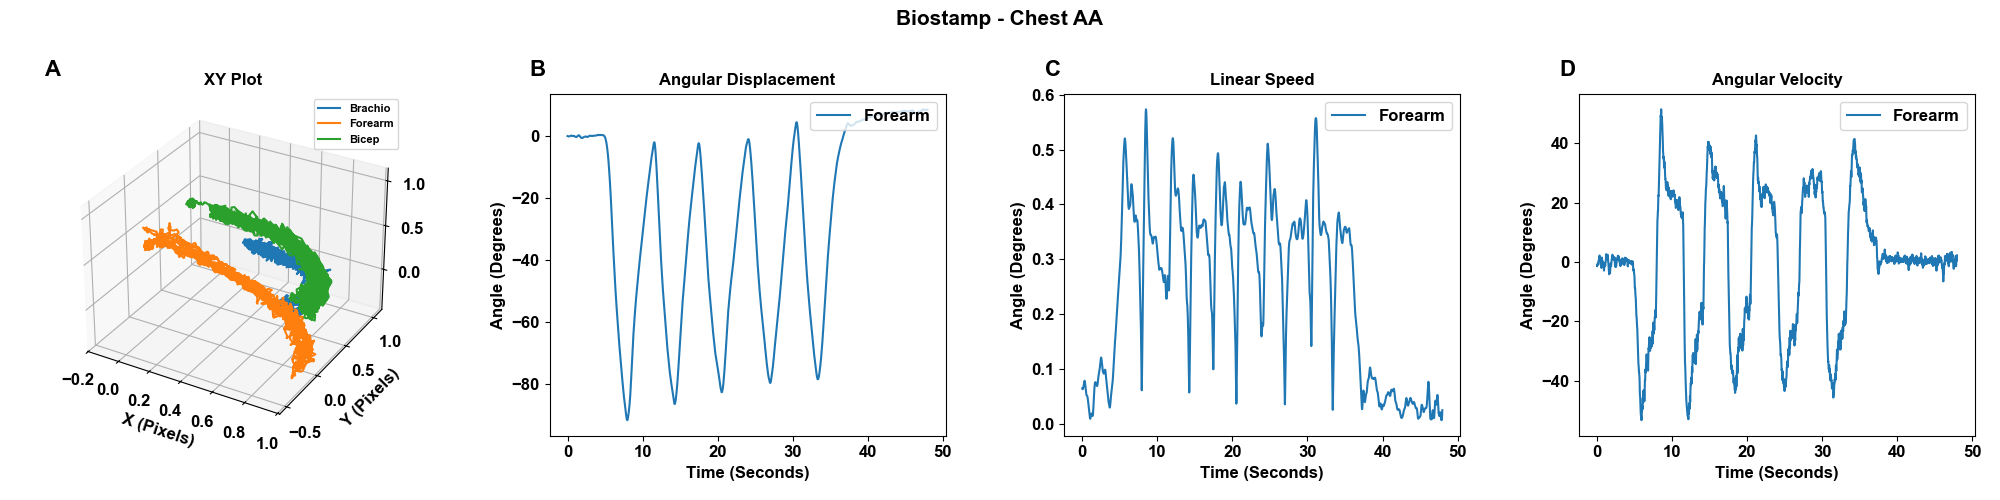 Biostamp - Chest AA
A
XY Plot
Brachio
Forearm
Bicep
1.0
0.5
0.0
1.0
0.5
0.0
−0.5
Y (Pixels)
−0.2
0.0
0.2
0.4
0.6
0.8
1.0
X (Pixels)
B
Angular Displacement
Forearm
0
−20
−40
−60
−80
Angle (Degrees)
0 10 20 30 40 50
Time (Seconds)
C
Linear Speed
Forearm
0.6
0.5
0.4
0.3
0.2
0.1
0.0
Angle (Degrees)
0 10 20 30 40 50
Time (Seconds)
D
Angular Velocity
Forearm
40
20
0
−20
−40
Angle (Degrees)
0 10 20 30 40 50
Time (Seconds)